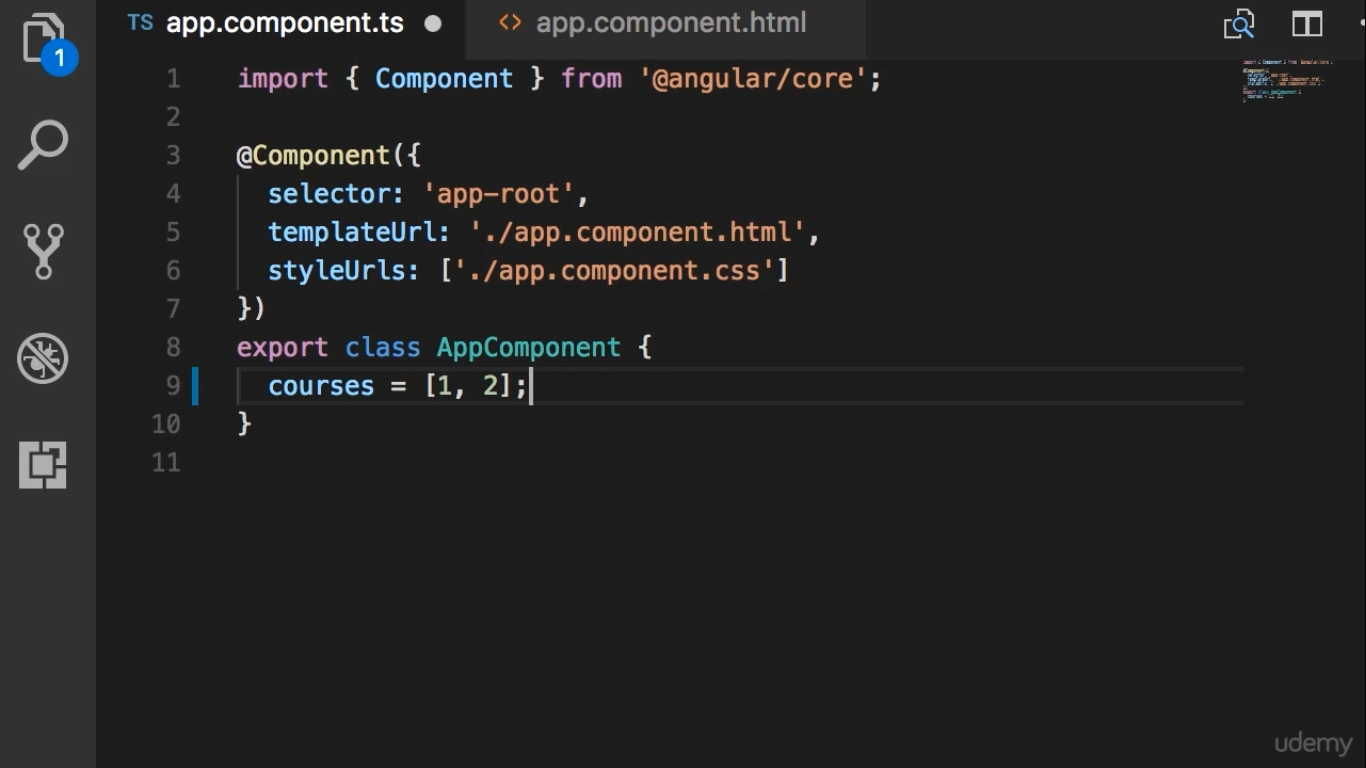 TS app.component.ts ● <> app.component.html
1
1 import { Component } from '@angular/core';
2
3 @Component({
4 selector: 'app-root',
5 templateUrl: './app.component.html',
6 styleUrls: ['./app.component.css']
7 })
8 export class AppComponent {
9 courses = [1, 2];
10 }
11
udemy